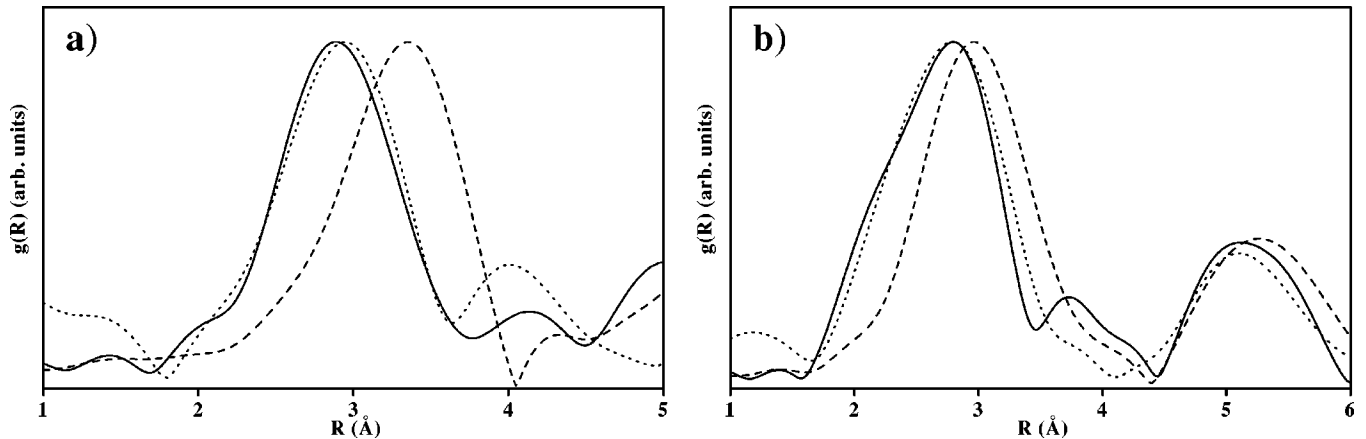 a)
g(R) (arb. units)
1 2 3 4 5
R (Å)
b)
g(R) (arb. units)
1 2 3 4 5 6
R (Å)